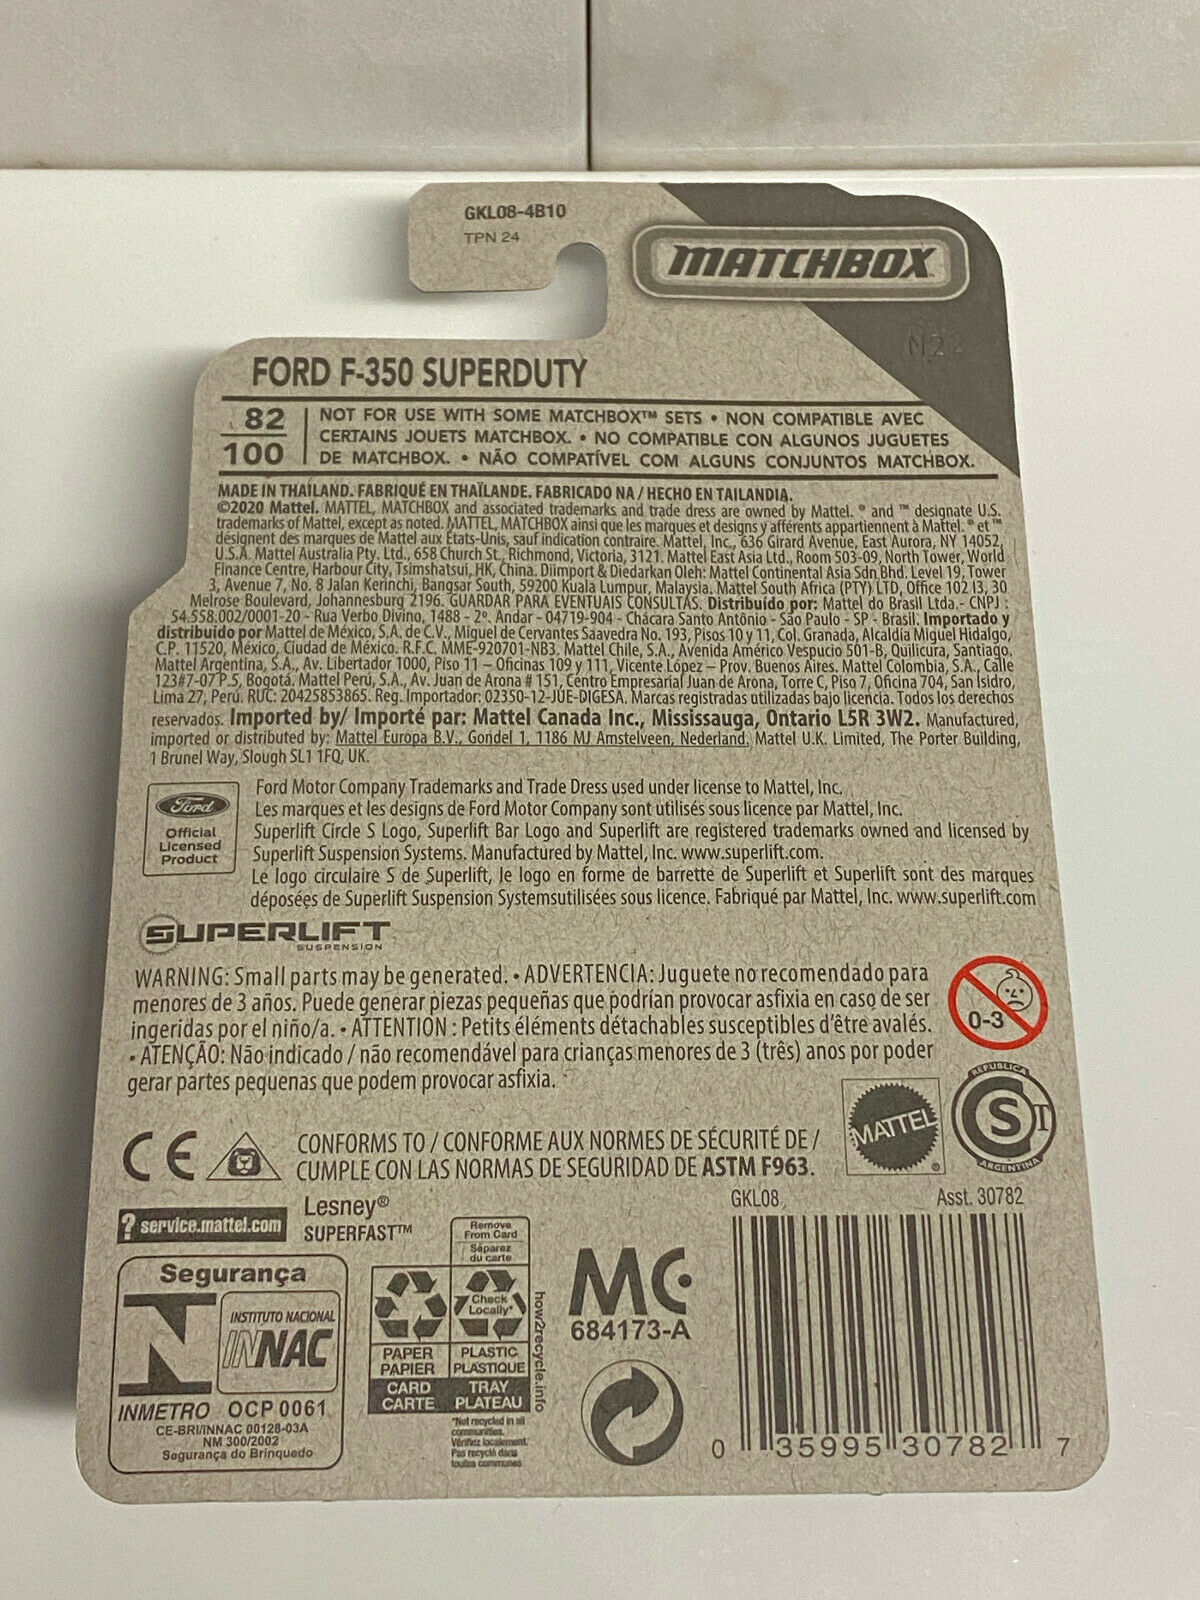 GKL08-4B10
TPN 24
MATCHBOX
FORD F-350 SUPERDUTY
82
100
NOT FOR USE WITH SOME MATCHBOX™ SETS • NON COMPATIBLE AVEC
CERTAINS JOUETS MATCHBOX. • NO COMPATIBLE CON ALGUNOS JUGUETES
DE MATCHBOX. • NÃO COMPATÍVEL COM ALGUNS CONJUNTOS MATCHBOX.
MADE IN THAILAND. FABRIQUÉ EN THAÏLANDE. FABRICADO NA / HECHO EN TAILANDIA.
©2020 Mattel. MATTEL, MATCHBOX and associated trademarks and trade dress are owned by Mattel. ® and ™ designate U.S.
trademarks of Mattel, except as noted. MATTEL, MATCHBOX ainsi que les marques et designs y afférents appartiennent à Mattel. ® et ™
désignent des marques de Mattel aux États-Unis, sauf indication contraire. Mattel, Inc., 636 Girard Avenue, East Aurora, NY 14052,
U.S.A. Mattel Australia Pty. Ltd., 658 Church St., Richmond, Victoria, 3121. Mattel East Asia Ltd., Room 503-09, North Tower, World
Finance Centre, Harbour City, Tsimshatsui, HK, China. Diimport & Diedarkan Oleh: Mattel Continental Asia Sdn Bhd. Level 19, Tower
3, Avenue 7, No. 8 Jalan Kerinchi, Bangsar South, 59200 Kuala Lumpur, Malaysia. Mattel South Africa (PTY) LTD, Office 102 I3, 30
Melrose Boulevard, Johannesburg 2196. GUARDAR PARA EVENTUAIS CONSULTAS. Distribuído por: Mattel do Brasil Ltda.- CNPJ :
54.558.002/0001-20 - Rua Verbo Divino, 1488 - 2º. Andar - 04719-904 - Chácara Santo Antônio - São Paulo - SP - Brasil. Importado y
distribuido por Mattel de México, S.A. de C.V., Miguel de Cervantes Saavedra No. 193, Pisos 10 y 11, Col. Granada, Alcaldía Miguel Hidalgo,
C.P. 11520, México, Ciudad de México. R.F.C. MME-920701-NB3. Mattel Chile, S.A., Avenida Américo Vespucio 501-B, Quilicura, Santiago.
Mattel Argentina, S.A., Av. Libertador 1000, Piso 11 – Oficinas 109 y 111, Vicente López – Prov. Buenos Aires. Mattel Colombia, S.A., Calle
123#7-07 P.5, Bogotá. Mattel Perú, S.A., Av. Juan de Arona # 151, Centro Empresarial Juan de Arona, Torre C, Piso 7, Oficina 704, San Isidro,
Lima 27, Perú. RUC: 20425853865. Reg. Importador: 02350-12-JUE-DIGESA. Marcas registradas utilizadas bajo licencia. Todos los derechos
reservados. Imported by/ Importé par: Mattel Canada Inc., Mississauga, Ontario L5R 3W2. Manufactured,
imported or distributed by: Mattel Europa B.V., Gondel 1, 1186 MJ Amstelveen, Nederland. Mattel U.K. Limited, The Porter Building,
1 Brunel Way, Slough SL1 1FQ, UK.
Ford
Official
Licensed
Product
Ford Motor Company Trademarks and Trade Dress used under license to Mattel, Inc.
Les marques et les designs de Ford Motor Company sont utilisés sous licence par Mattel, Inc.
Superlift Circle S Logo, Superlift Bar Logo and Superlift are registered trademarks owned and licensed by
Superlift Suspension Systems. Manufactured by Mattel, Inc. www.superlift.com.
Le logo circulaire S de Superlift, le logo en forme de barrette de Superlift et Superlift sont des marques
déposées de Superlift Suspension Systemsutilisées sous licence. Fabriqué par Mattel, Inc. www.superlift.com
SUPERLIFT
SUSPENSION
WARNING: Small parts may be generated. • ADVERTENCIA: Juguete no recomendado para
menores de 3 años. Puede generar piezas pequeñas que podrían provocar asfixia en caso de ser
ingeridas por el niño/a. • ATTENTION : Petits éléments détachables susceptibles d'être avalés.
• ATENÇÃO: Não indicado / não recomendável para crianças menores de 3 (três) anos por poder
gerar partes pequenas que podem provocar asfixia.
0-3
MATTEL
REPUBLICA
S T
ARGENTINA
CE
CONFORMS TO / CONFORME AUX NORMES DE SÉCURITÉ DE /
CUMPLE CON LAS NORMAS DE SEGURIDAD DE ASTM F963.
? service.mattel.com
Lesney®
SUPERFAST™
GKL08
Asst. 30782
Segurança
INSTITUTO NACIONAL
INNAC
INMETRO OCP 0061
CE-BRI/INNAC 00128-03A
NM 300/2002
Segurança do Brinquedo
Remove
From Card
Séparez
du carte
Check
Locally*
PAPER
PAPIER
CARD
CARTE
PLASTIC
PLASTIQUE
TRAY
PLATEAU
*Not recycled in all
communities.
Vérifiez localement.
Pas recyclé dans
toutes communes
how2recycle.info
MC
684173-A
0 35995 30782 7